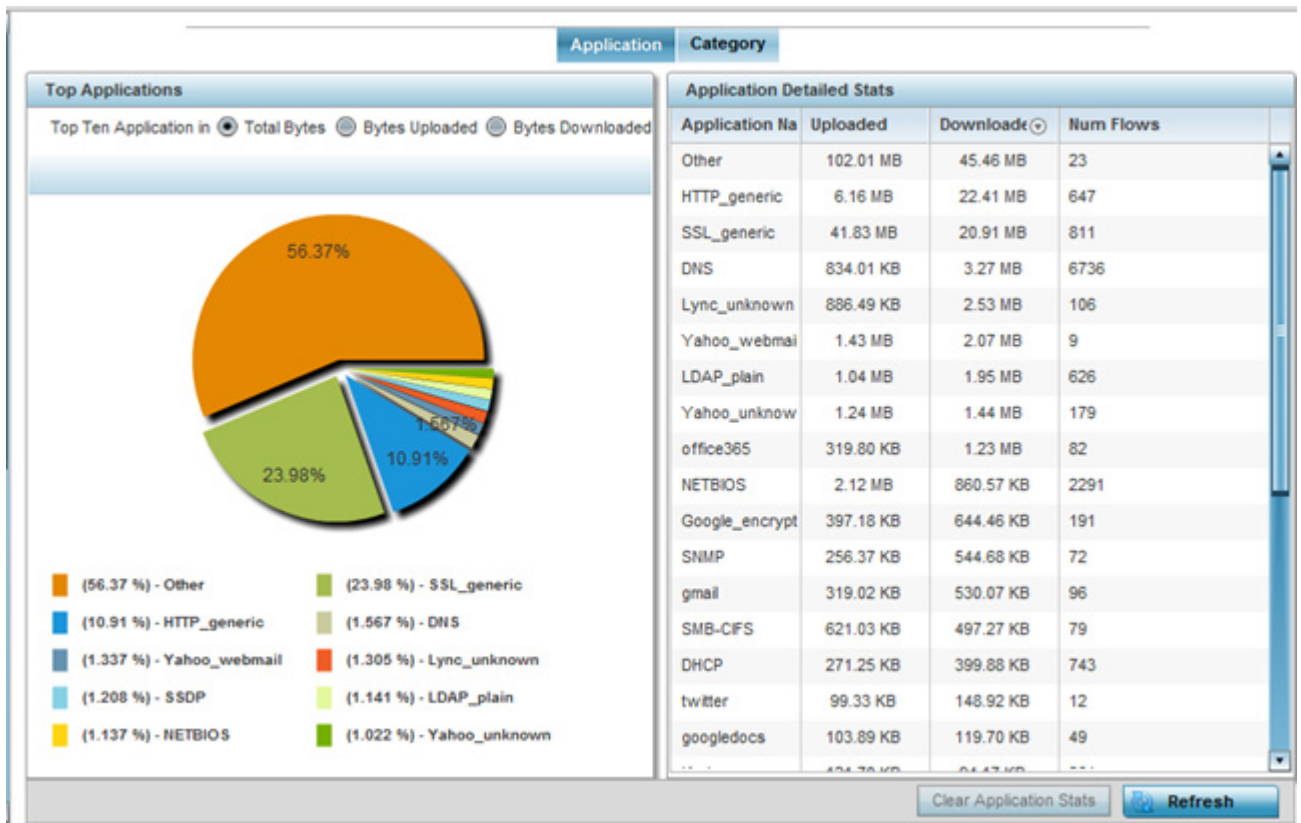 Application Category
Top Applications
Top Ten Application in Total Bytes Bytes Uploaded Bytes Downloaded
56.37%
1.567%
10.91%
23.98%
(56.37 %) - Other (23.98 %) - SSL_generic
(10.91 %) - HTTP_generic (1.567 %) - DNS
(1.337 %) - Yahoo_webmail (1.305 %) - Lync_unknown
(1.208 %) - SSDP (1.141 %) - LDAP_plain
(1.137 %) - NETBIOS (1.022 %) - Yahoo_unknown
Application Detailed Stats
Application Na Uploaded Downloade Num Flows
Other 102.01 MB 45.46 MB 23
HTTP_generic 6.16 MB 22.41 MB 647
SSL_generic 41.83 MB 20.91 MB 811
DNS 834.01 KB 3.27 MB 6736
Lync_unknown 886.49 KB 2.53 MB 106
Yahoo_webmai 1.43 MB 2.07 MB 9
LDAP_plain 1.04 MB 1.95 MB 626
Yahoo_unknow 1.24 MB 1.44 MB 179
office365 319.80 KB 1.23 MB 82
NETBIOS 2.12 MB 860.57 KB 2291
Google_encrypt 397.18 KB 644.46 KB 191
SNMP 256.37 KB 544.68 KB 72
gmail 319.02 KB 530.07 KB 96
SMB-CIFS 621.03 KB 497.27 KB 79
DHCP 271.25 KB 399.88 KB 743
twitter 99.33 KB 148.92 KB 12
googledocs 103.89 KB 119.70 KB 49
Clear Application Stats Refresh